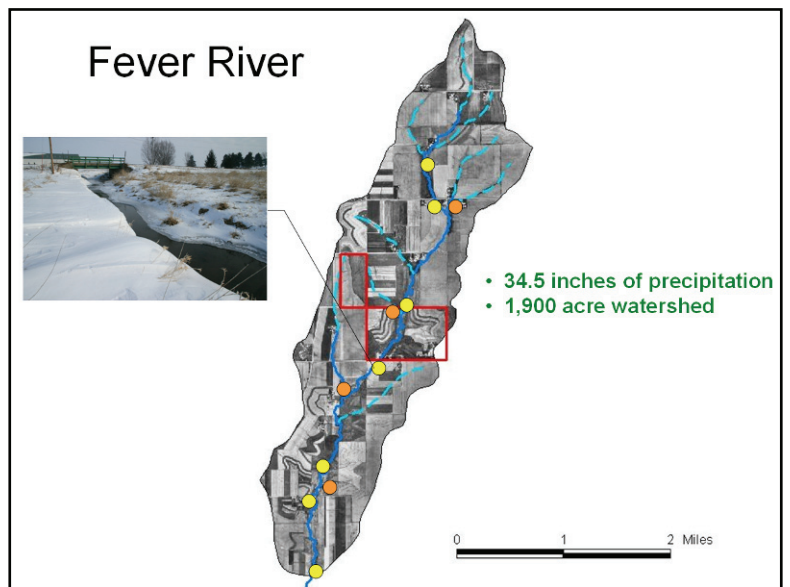 Fever River
• 34.5 inches of precipitation
• 1,900 acre watershed
0 1 2 Miles